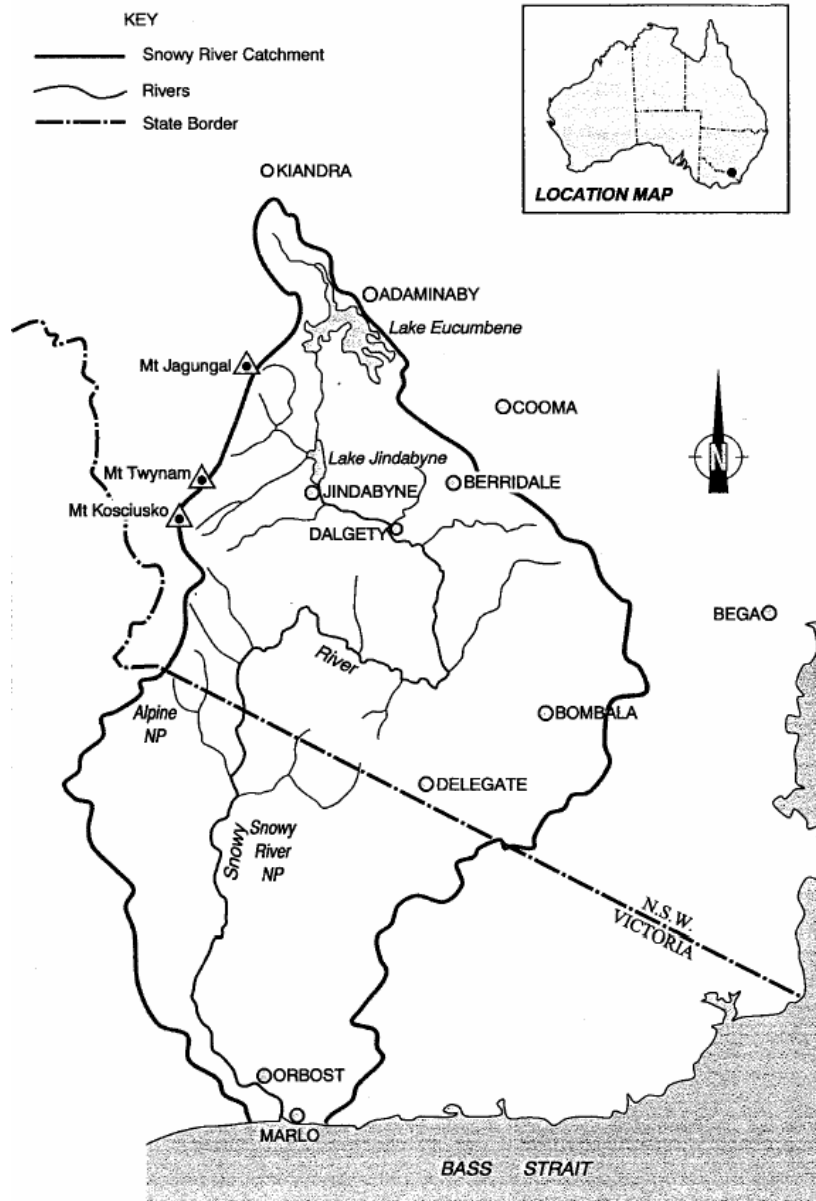 KEY
Snowy River Catchment
Rivers
State Border
LOCATION MAP
KIANDRA
ADAMINABY
Lake Eucumbene
Mt Jagungal
COOMA
N
Lake Jindabyne
Mt Twynam
BERRIDALE
JINDABYNE
Mt Kosciusko
DALGETY
BEGA
River
Alpine
NP
BOMBALA
DELEGATE
Snowy
Snowy
River
NP
N.S.W.
VICTORIA
ORBOST
MARLO
BASS STRAIT